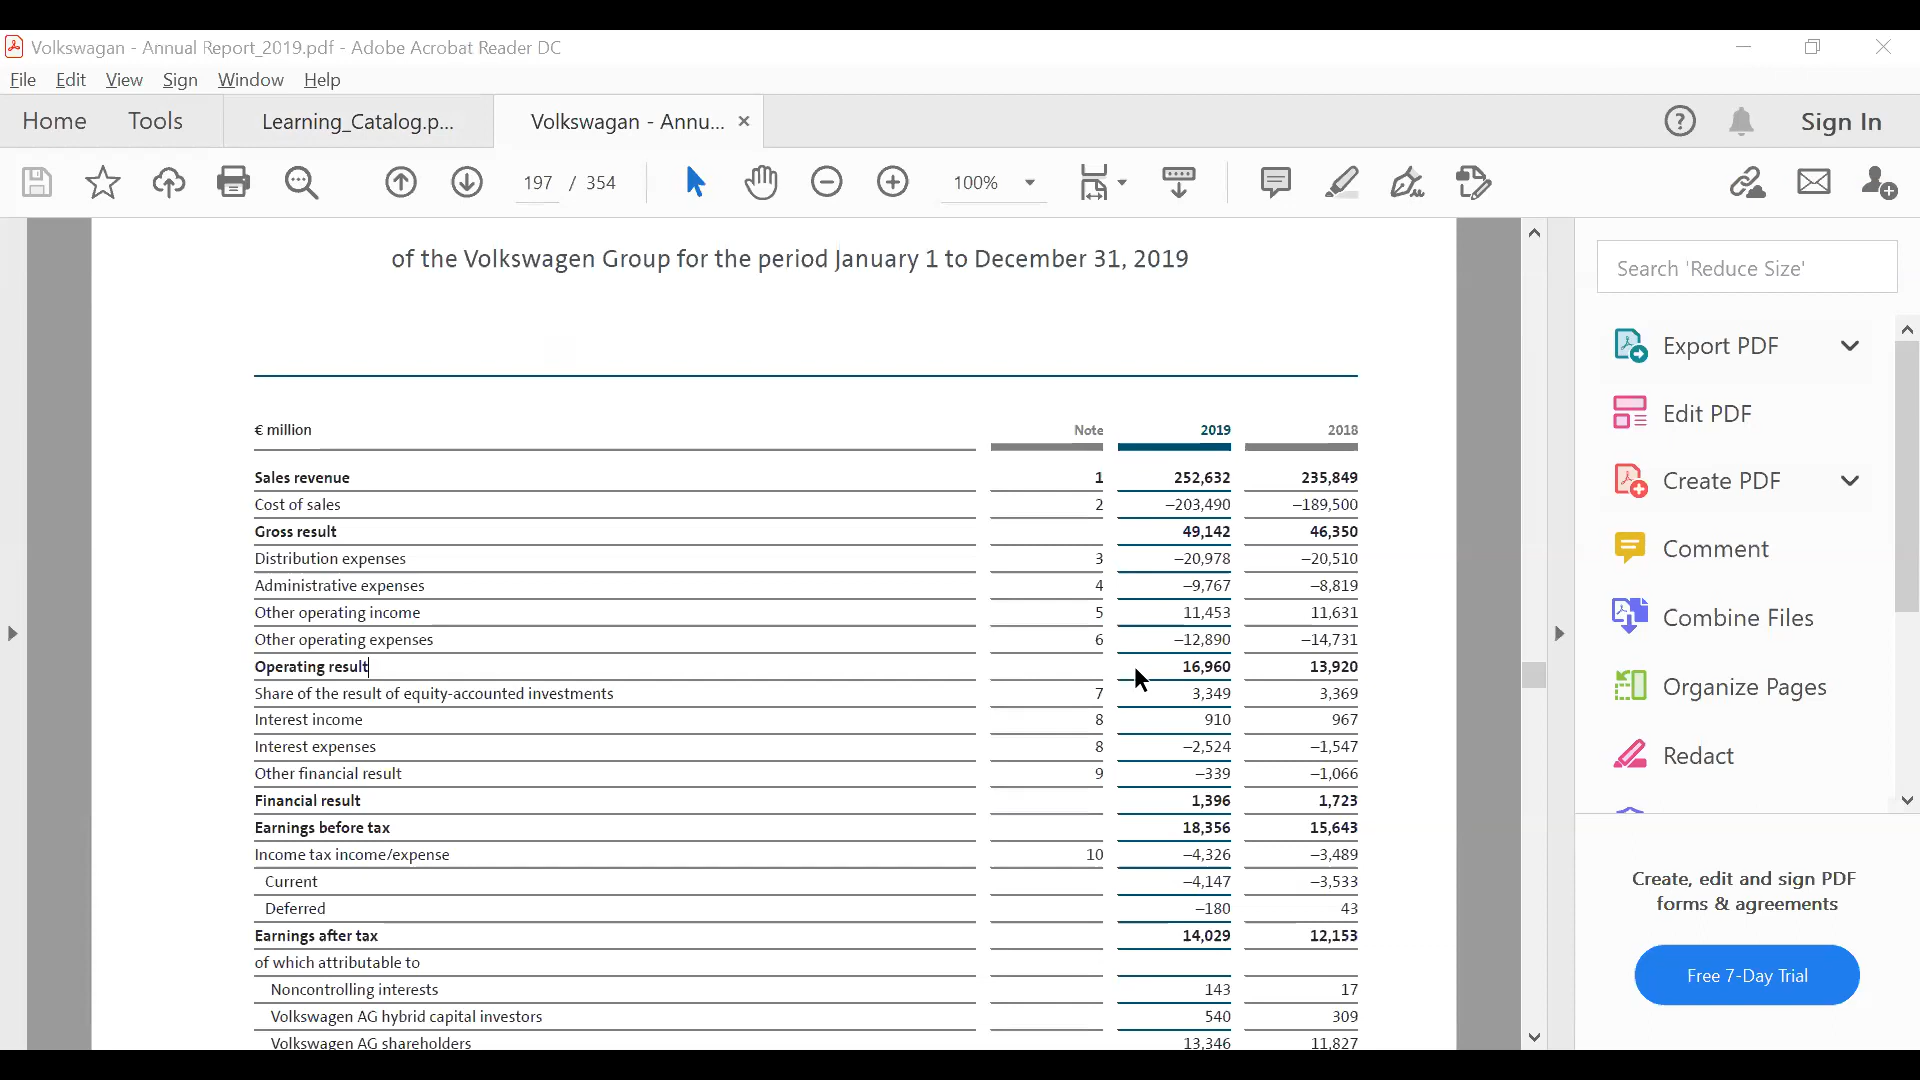 Volkswagan - Annual Report_2019.pdf - Adobe Acrobat Reader DC
File Edit View Sign Window Help
Home Tools Learning_Catalog.p... Volkswagan - Annu... × ? Sign In
197 / 354 100%
of the Volkswagen Group for the period January 1 to December 31, 2019
€ million Note 2019 2018
Sales revenue 1 252,632 235,849
Cost of sales 2 –203,490 –189,500
Gross result 49,142 46,350
Distribution expenses 3 –20,978 –20,510
Administrative expenses 4 –9,767 –8,819
Other operating income 5 11,453 11,631
Other operating expenses 6 –12,890 –14,731
Operating result 16,960 13,920
Share of the result of equity-accounted investments 7 3,349 3,369
Interest income 8 910 967
Interest expenses 8 –2,524 –1,547
Other financial result 9 –339 –1,066
Financial result 1,396 1,723
Earnings before tax 18,356 15,643
Income tax income/expense 10 –4,326 –3,489
Current –4,147 –3,533
Deferred –180 43
Earnings after tax 14,029 12,153
of which attributable to
Noncontrolling interests 143 17
Volkswagen AG hybrid capital investors 540 309
Volkswagen AG shareholders 13,346 11,827
Search 'Reduce Size'
Export PDF
Edit PDF
Create PDF
Comment
Combine Files
Organize Pages
Redact
Create, edit and sign PDF
forms & agreements
Free 7-Day Trial